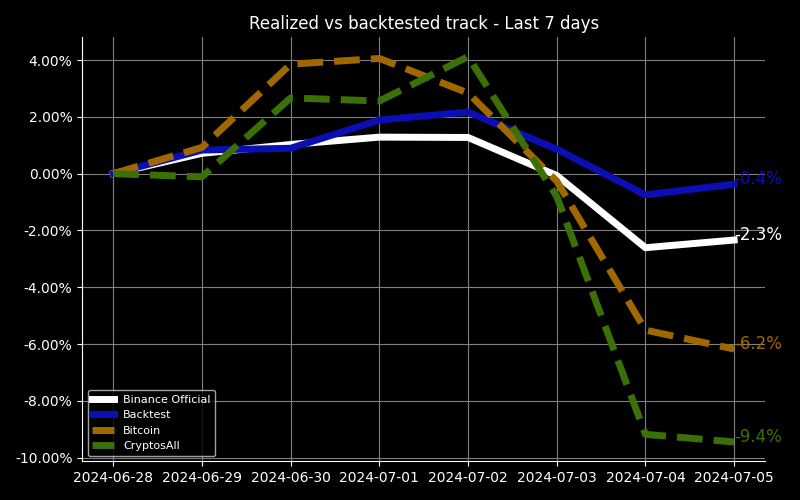 Realized vs backtested track - Last 7 days
4.00%
2.00%
0.00%
-2.00%
-4.00%
-6.00%
-8.00%
-10.00%
-0.4%
-2.3%
-6.2%
-9.4%
Binance Official
Backtest
Bitcoin
CryptosAll
2024-06-28 2024-06-29 2024-06-30 2024-07-01 2024-07-02 2024-07-03 2024-07-04 2024-07-05